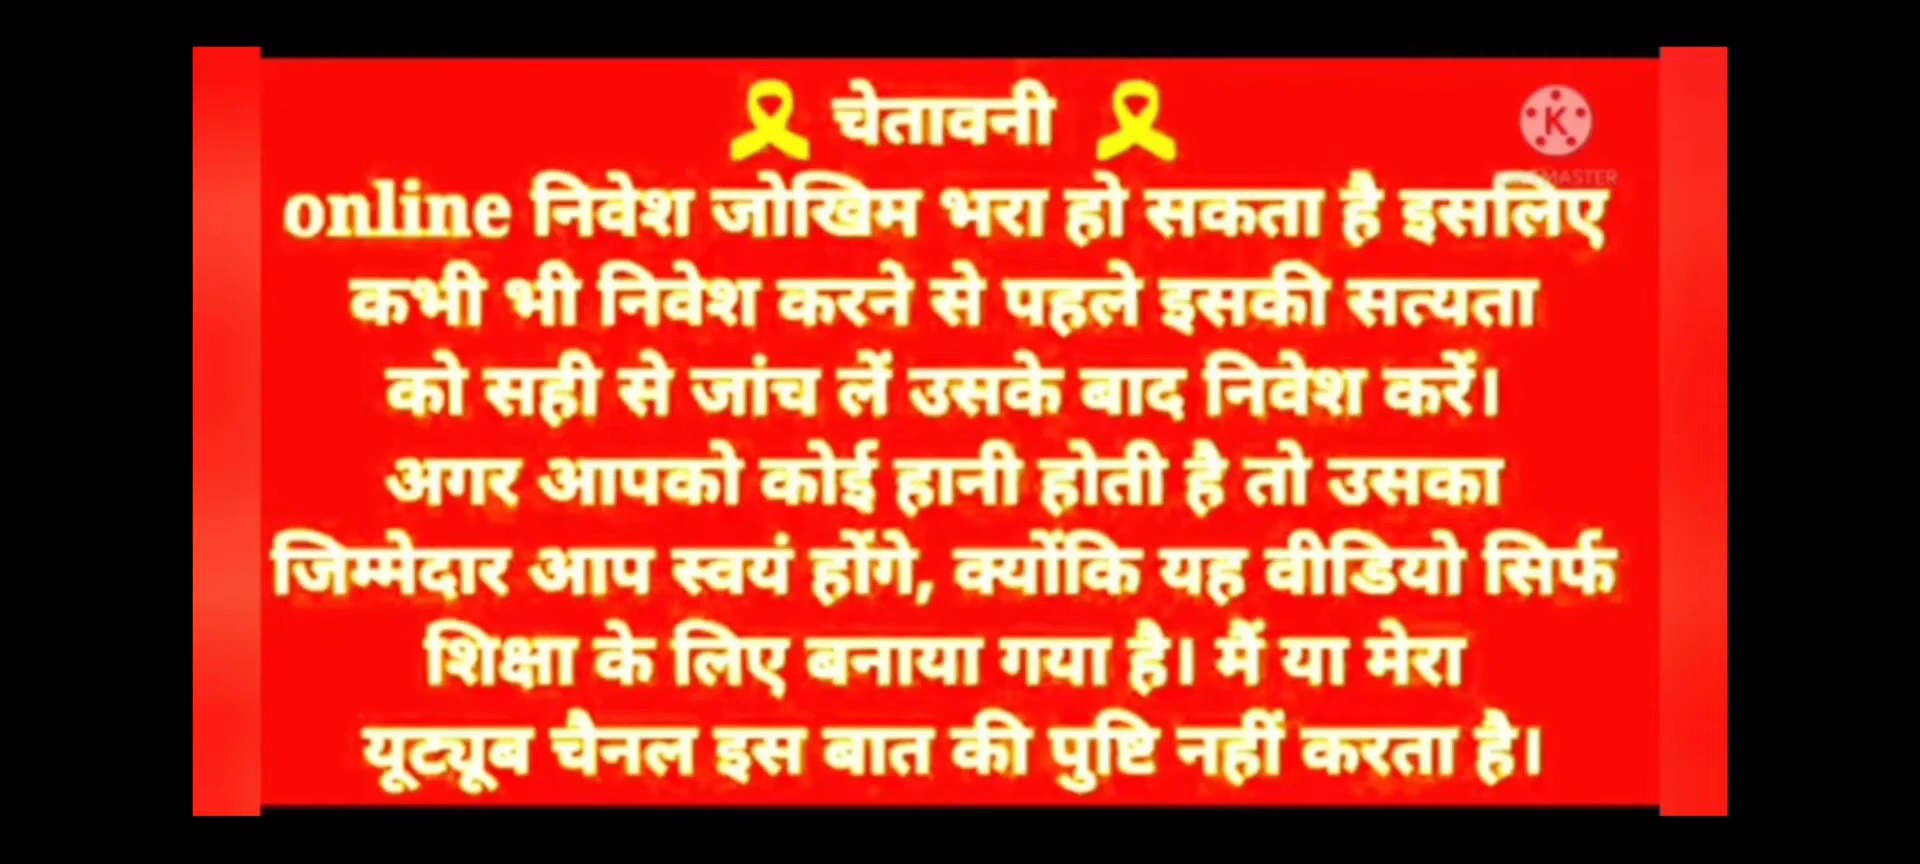 चेतावनी
K
online निवेश जोखिम भरा हो सकता है इसलिए
कभी भी निवेश करने से पहले इसकी सत्यता
को सही से जांच लें उसके बाद निवेश करें।
अगर आपको कोई हानी होती है तो उसका
जिम्मेदार आप स्वयं होंगे, क्योंकि यह वीडियो सिर्फ
शिक्षा के लिए बनाया गया है। मैं या मेरा
यूट्यूब चैनल इस बात की पुष्टि नहीं करता है।